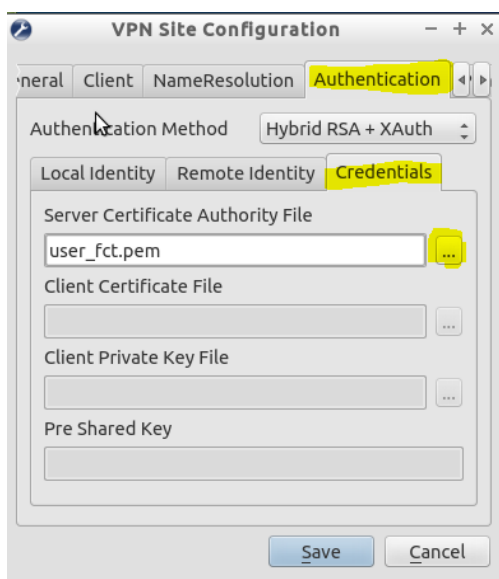 VPN Site Configuration
neral Client NameResolution Authentication
Authentication Method Hybrid RSA + XAuth
Local Identity Remote Identity Credentials
Server Certificate Authority File
user_fct.pem ...
Client Certificate File
...
Client Private Key File
...
Pre Shared Key
Save Cancel